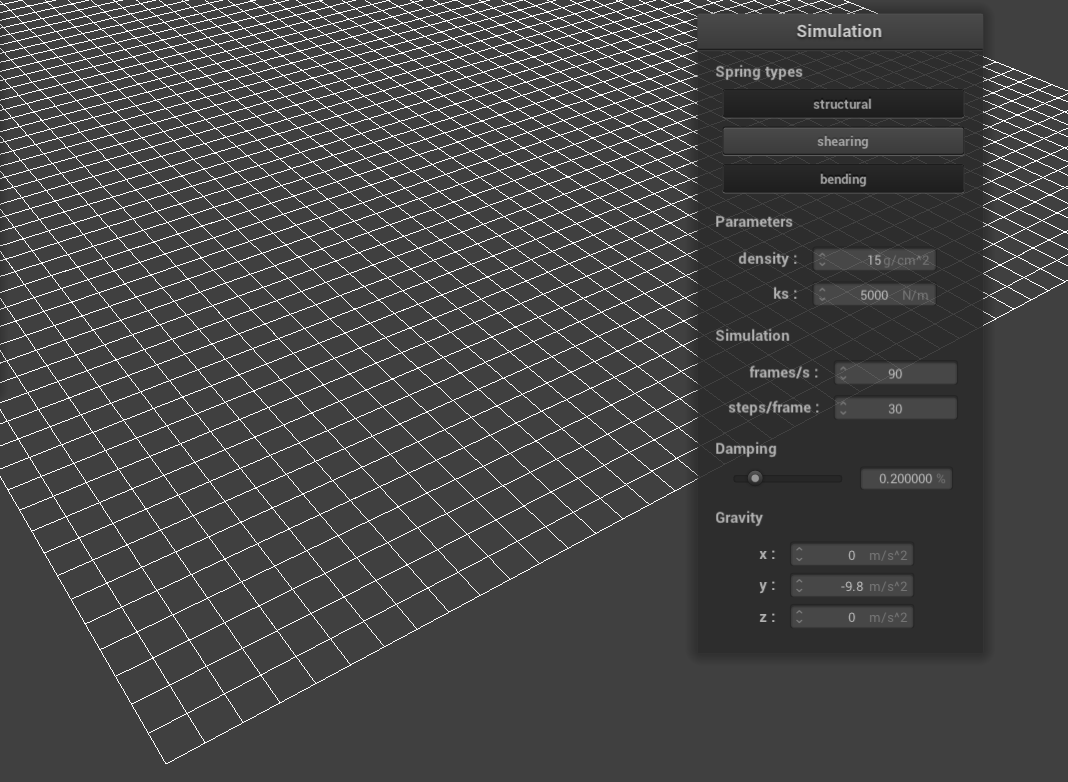 Simulation
Spring types
structural
shearing
bending
Parameters
density : 15 g/cm^2
ks : 5000 N/m
Simulation
frames/s : 90
steps/frame : 30
Damping
0.200000 %
Gravity
x : 0 m/s^2
y : -9.8 m/s^2
z : 0 m/s^2